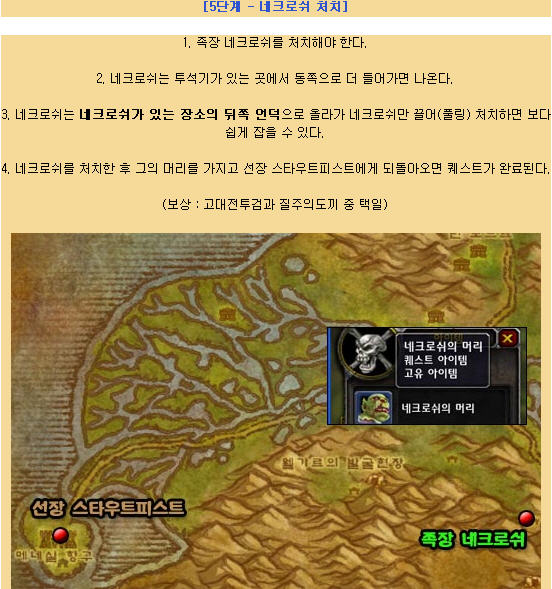 [5단계 - 네크로쉬 처치]
1. 족장 네크로쉬를 처치해야 한다.
2. 네크로쉬는 투석기가 있는 곳에서 동쪽으로 더 들어가면 나온다.
3. 네크로쉬는 네크로쉬가 있는 장소의 뒤쪽 언덕으로 올라가 네크로쉬만 끌어(풀링) 처치하면 보다
쉽게 잡을 수 있다.
4. 네크로쉬를 처치한 후 그의 머리를 가지고 선장 스타우트피스트에게 되돌아오면 퀘스트가 완료된다.
(보상 : 고대전투검과 질주의도끼 중 택일)
아이템
네크로쉬의 머리
퀘스트 아이템
고유 아이템
네크로쉬의 머리
웰가르의 발굴현장
선장 스타우트피스트
족장 네크로쉬
메네실 항구